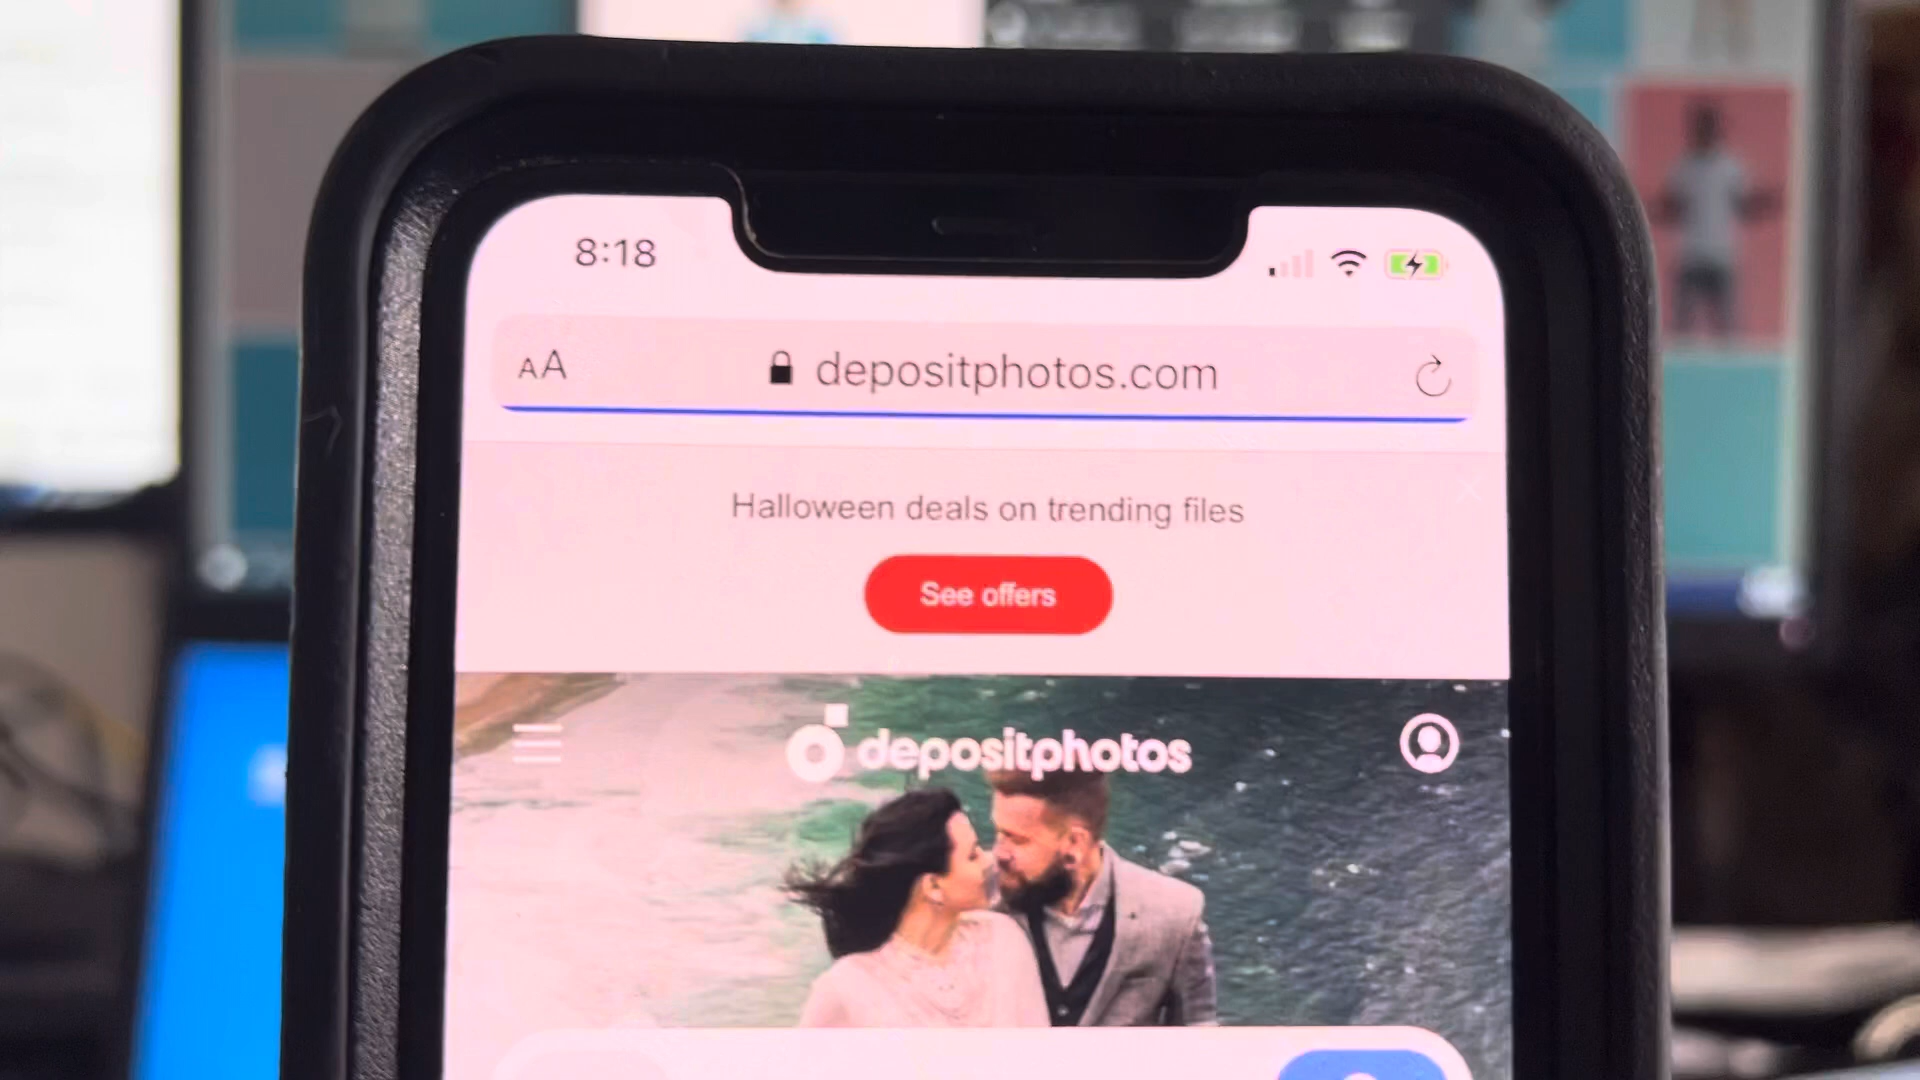 8:18
AA depositphotos.com
Halloween deals on trending files
See offers
depositphotos